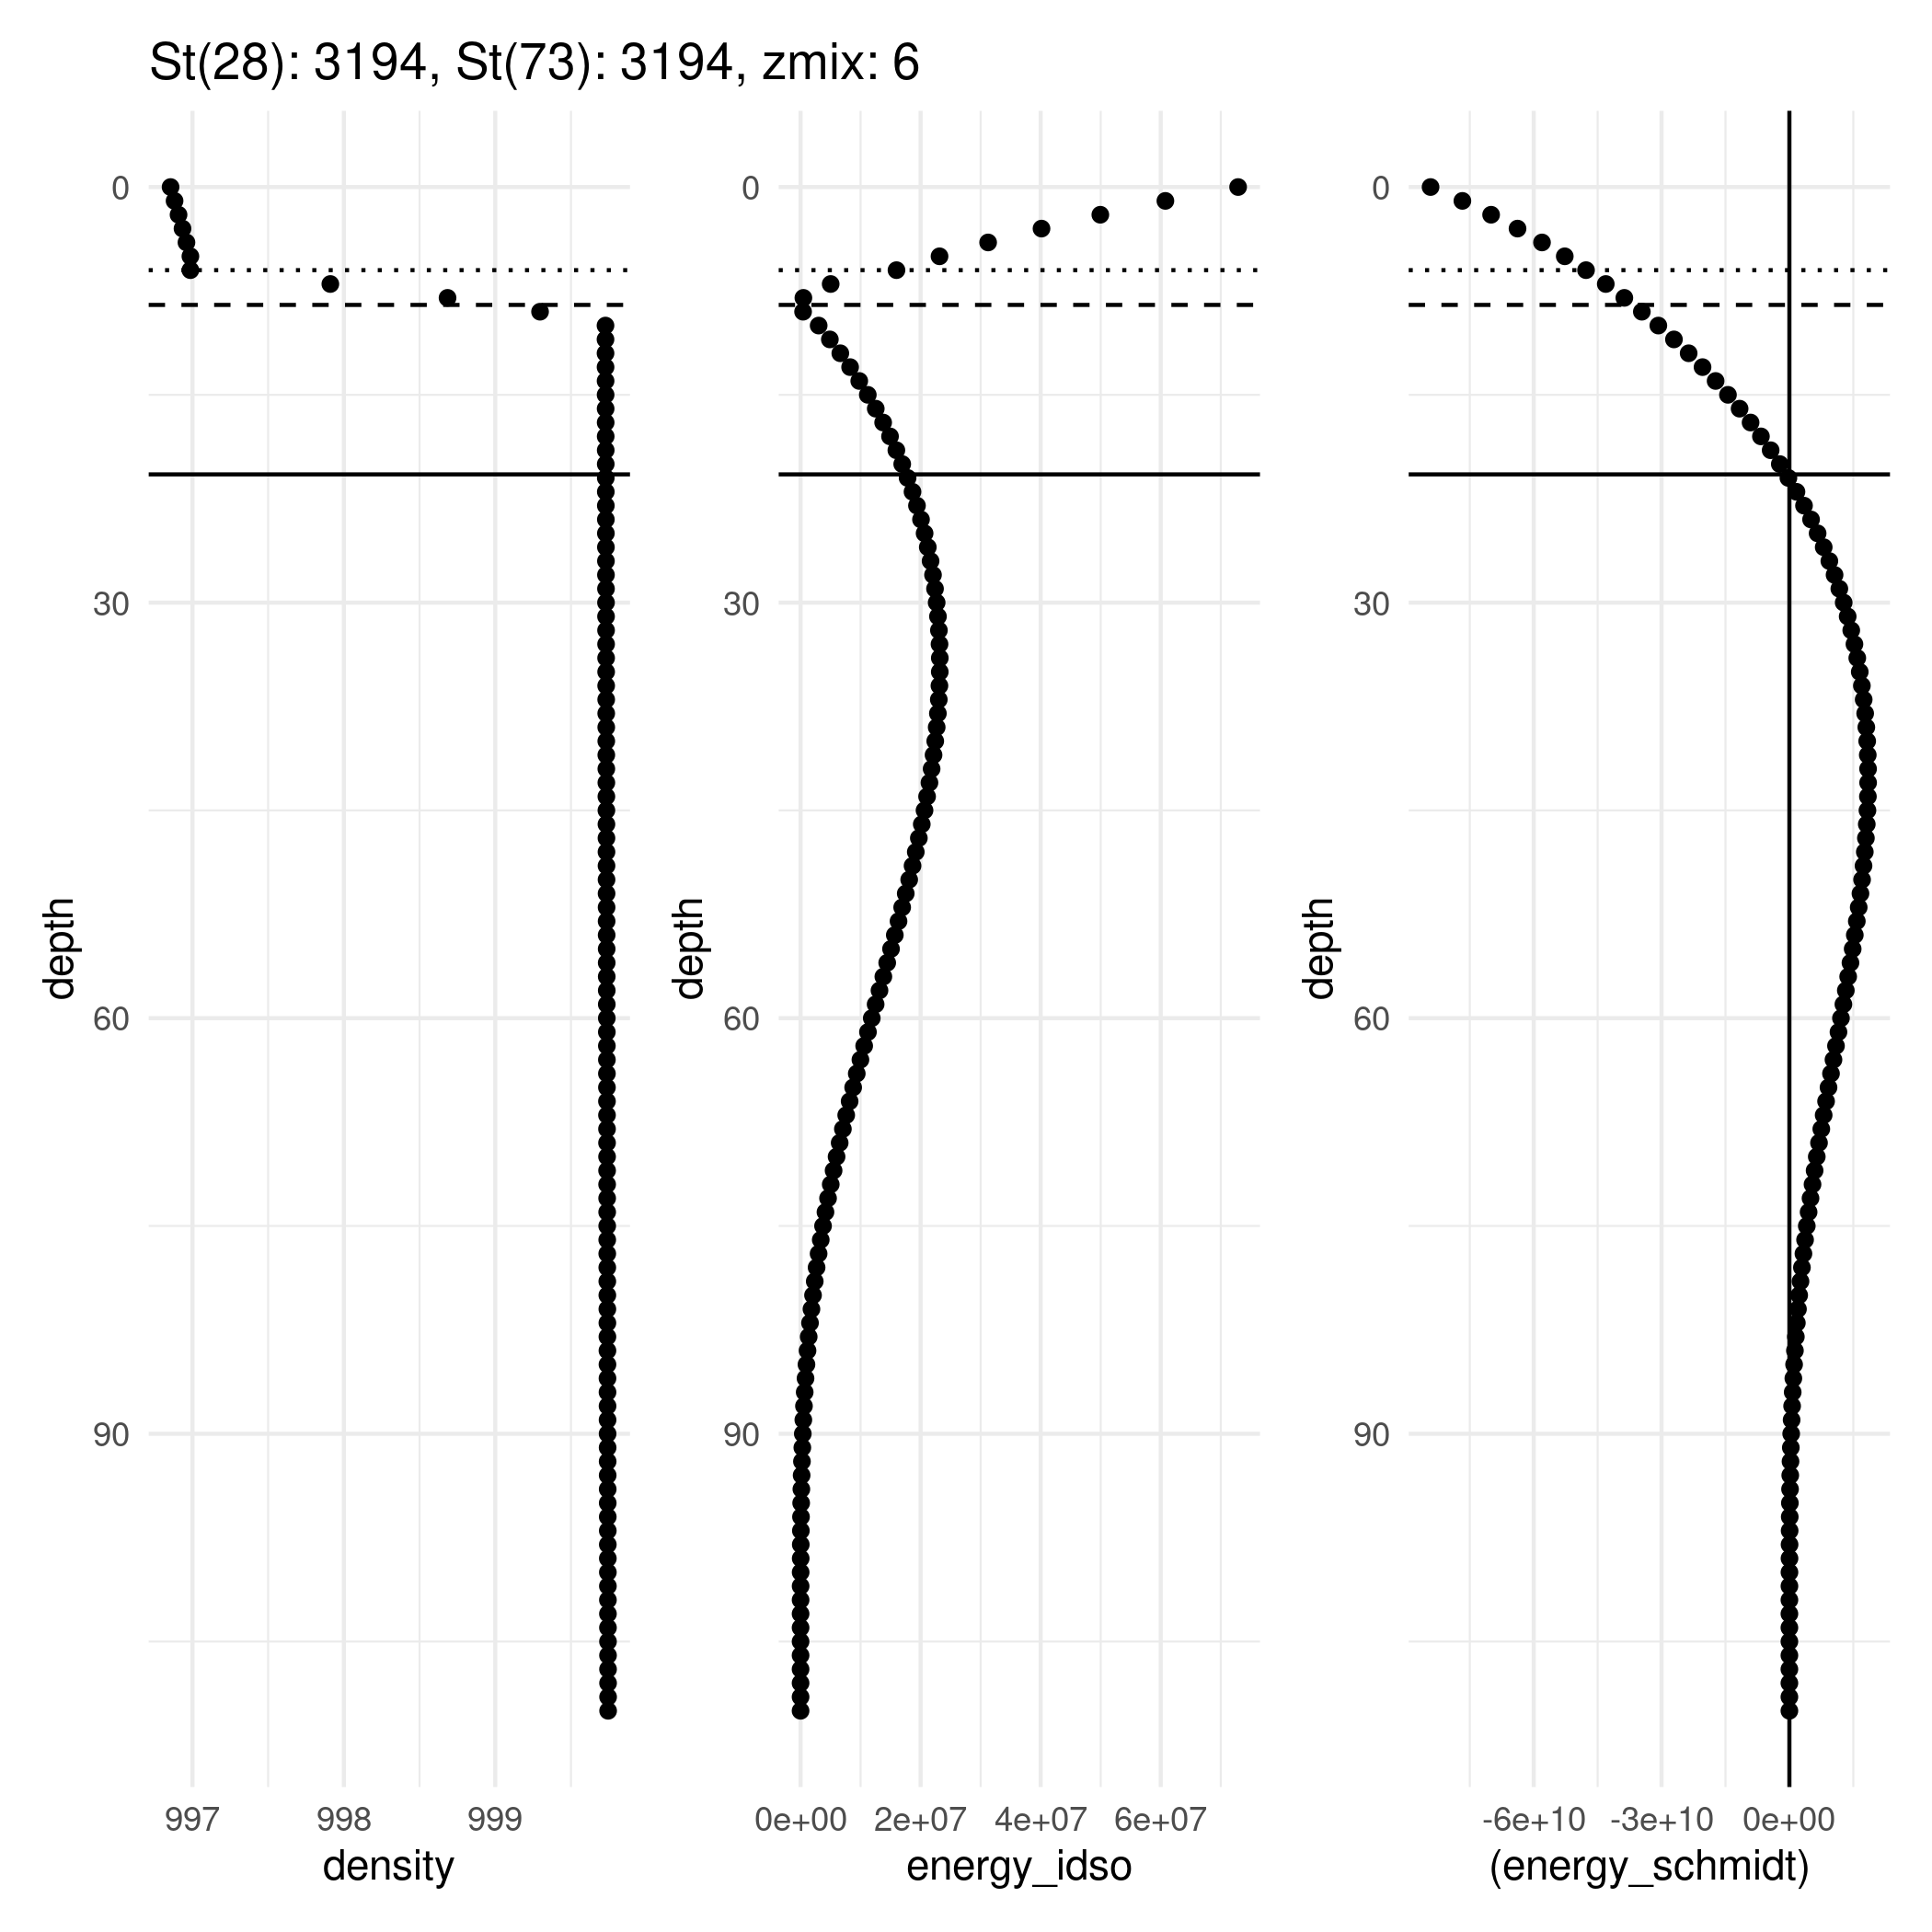 St(28): 3194, St(73): 3194, zmix: 6
0
30
60
90
depth
997 998 999
density
0
30
60
90
depth
0e+00 2e+07 4e+07 6e+07
energy_idso
0
30
60
90
depth
-6e+10 -3e+10 0e+00
(energy_schmidt)